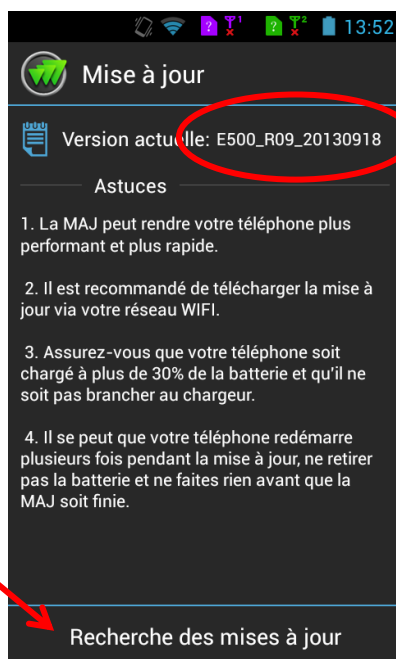 ? 1 ? 2 13:52
Mise à jour
Version actuelle: E500_R09_20130918
Astuces
1. La MAJ peut rendre votre téléphone plus
performant et plus rapide.
2. Il est recommandé de télécharger la mise à
jour via votre réseau WIFI.
3. Assurez-vous que votre téléphone soit
chargé à plus de 30% de la batterie et qu'il ne
soit pas brancher au chargeur.
4. Il se peut que votre téléphone redémarre
plusieurs fois pendant la mise à jour, ne retirer
pas la batterie et ne faites rien avant que la
MAJ soit finie.
Recherche des mises à jour